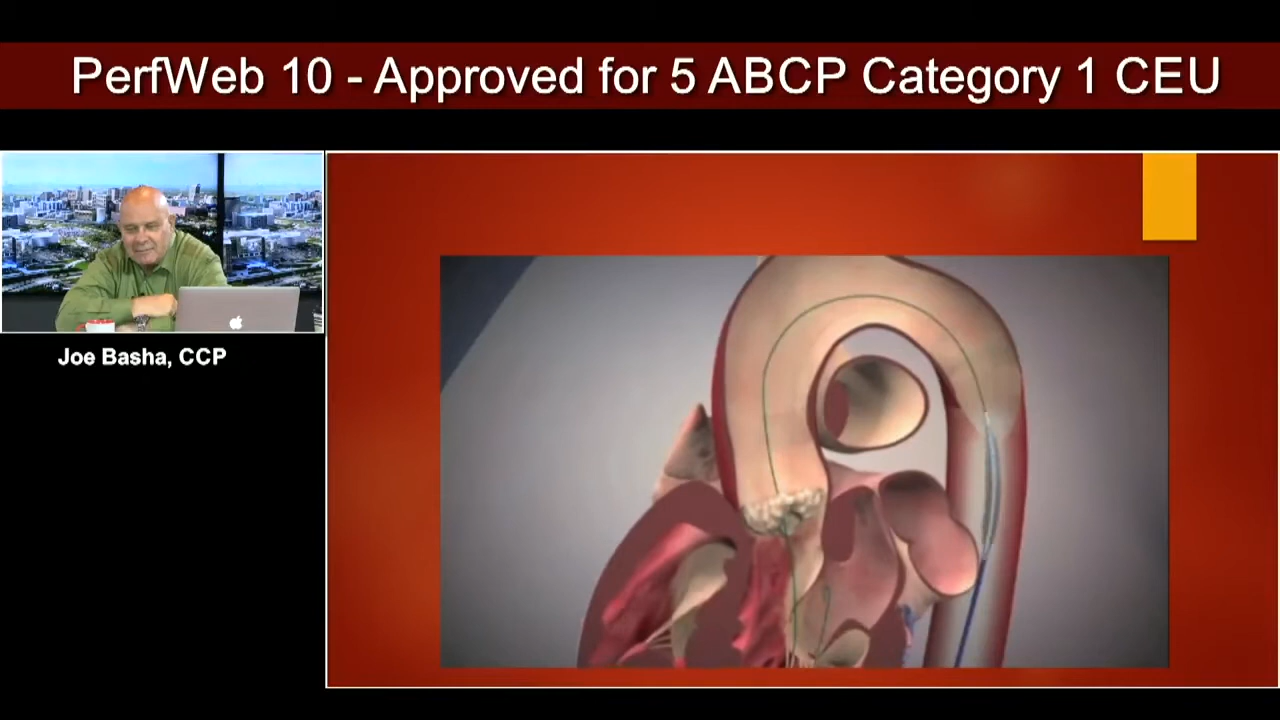 PerfWeb 10 - Approved for 5 ABCP Category 1 CEU
Joe Basha, CCP